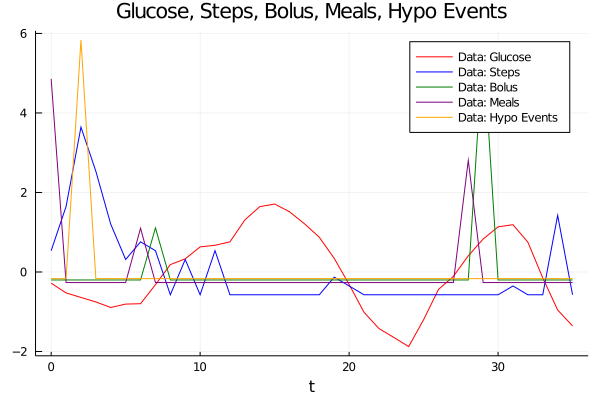 Glucose, Steps, Bolus, Meals, Hypo Events
Data: Glucose
Data: Steps
Data: Bolus
Data: Meals
Data: Hypo Events
6
4
2
0
−2
0
10
20
30
t